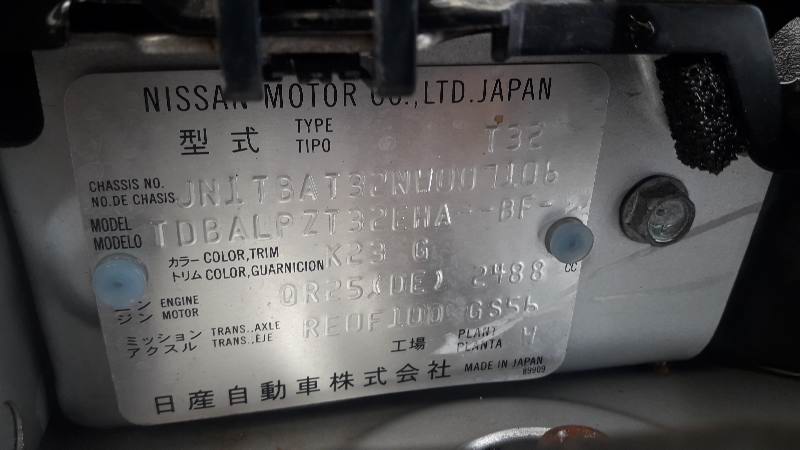 NISSAN MOTOR CO.,LTD.JAPAN
型式 TYPE TIPO T32
CHASSIS NO. NO.DE CHASIS JN1TBAT32NW007106
MODEL MODELO TDBALPZT32EHA--BF-
カラー COLOR,TRIM トリム COLOR,GUARNICION K23 G
ジン ENGINE MOTOR QR25(DE) 2488 CC
ミッション TRANS.,AXLE アクスル TRANS.,EJE RE0F10D GS56
工場 PLANT PLANTA M
日産自動車株式会社 MADE IN JAPAN
89909